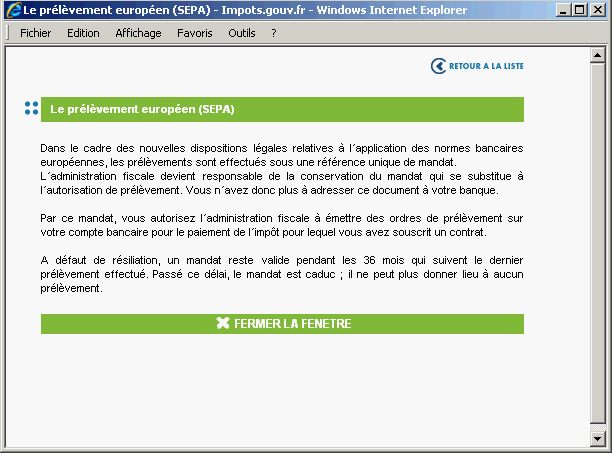 Le prélèvement européen (SEPA) - Impots.gouv.fr - Windows Internet Explorer
Fichier Edition Affichage Favoris Outils ?
RETOUR A LA LISTE
Le prélèvement européen (SEPA)
Dans le cadre des nouvelles dispositions légales relatives à l´application des normes bancaires
européennes, les prélèvements sont effectués sous une référence unique de mandat.
L´administration fiscale devient responsable de la conservation du mandat qui se substitue à
l´autorisation de prélèvement. Vous n´avez donc plus à adresser ce document à votre banque.
Par ce mandat, vous autorisez l´administration fiscale à émettre des ordres de prélèvement sur
votre compte bancaire pour le paiement de l´impôt pour lequel vous avez souscrit un contrat.
A défaut de résiliation, un mandat reste valide pendant les 36 mois qui suivent le dernier
prélèvement effectué. Passé ce délai, le mandat est caduc ; il ne peut plus donner lieu à aucun
prélèvement.
FERMER LA FENETRE